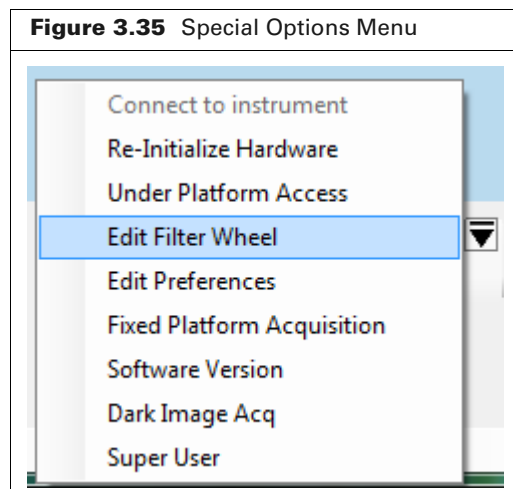 Figure 3.35 Special Options Menu
Connect to instrument
Re-Initialize Hardware
Under Platform Access
Edit Filter Wheel
Edit Preferences
Fixed Platform Acquisition
Software Version
Dark Image Acq
Super User